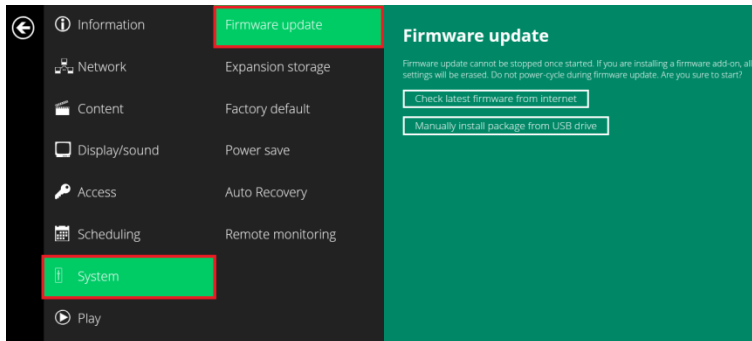 Information
Network
Content
Display/sound
Access
Scheduling
System
Play
Firmware update
Expansion storage
Factory default
Power save
Auto Recovery
Remote monitoring
Firmware update
Firmware update cannot be stopped once started. If you are installing a firmware add-on, all
settings will be erased. Do not power-cycle during firmware update. Are you sure to start?
Check latest firmware from internet
Manually install package from USB drive